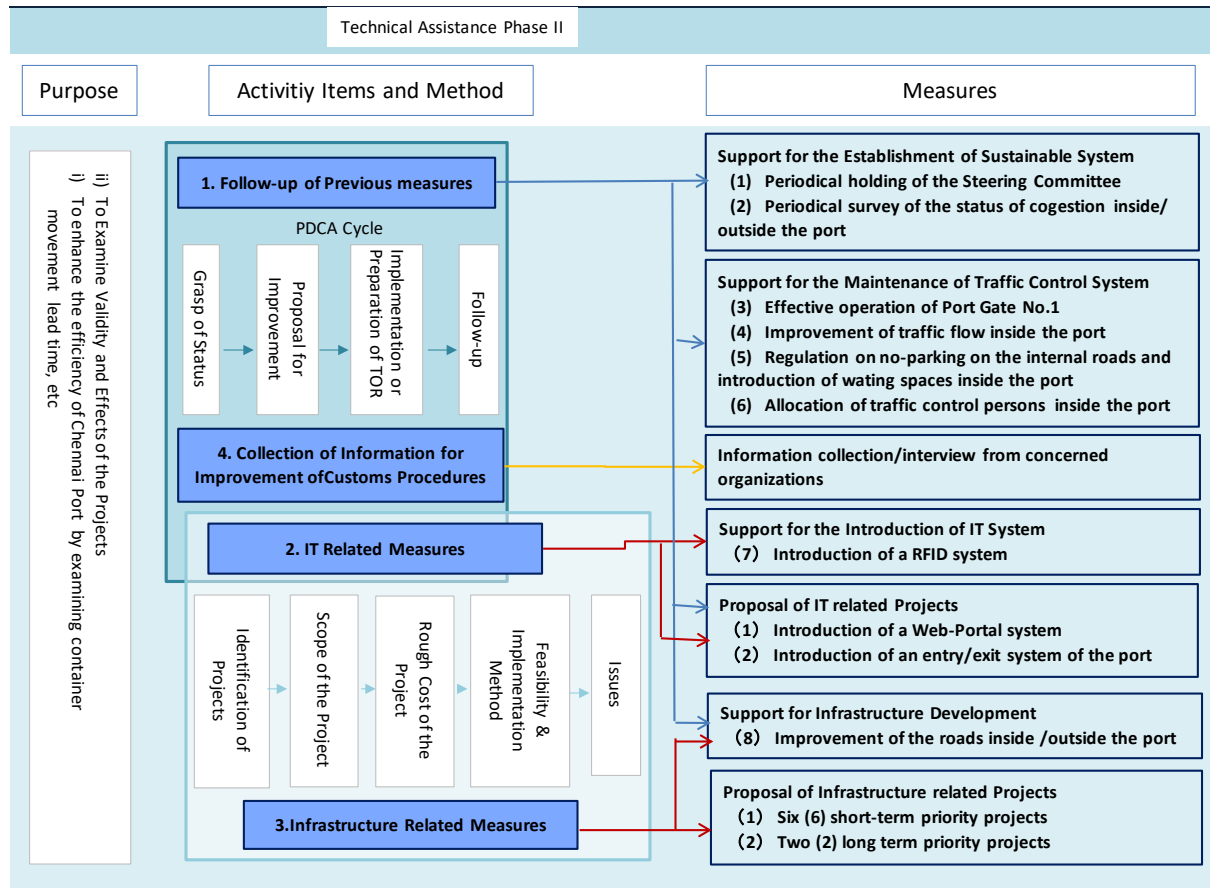 Technical Assistance Phase II
Purpose
Activitiy Items and Method
Measures
ii) To Examine Validity and Effects of the Projects
i) To enhance the efficiency of Chennai Port by examining container
movement lead time, etc
1. Follow-up of Previous measures
PDCA Cycle
Grasp of Status
Proposal for
Improvement
Implementation or
Preparation of TOR
Follow-up
4. Collection of Information for
Improvement ofCustoms Procedures
2. IT Related Measures
Identification of
Projects
Scope of the Project
Rough Cost of the
Project
Feasibility &
Implementation
Method
Issues
3.Infrastructure Related Measures
Support for the Establishment of Sustainable System
(1) Periodical holding of the Steering Committee
(2) Periodical survey of the status of cogestion inside/
outside the port
Support for the Maintenance of Traffic Control System
(3) Effective operation of Port Gate No.1
(4) Improvement of traffic flow inside the port
(5) Regulation on no-parking on the internal roads and
introduction of wating spaces inside the port
(6) Allocation of traffic control persons inside the port
Information collection/interview from concerned
organizations
Support for the Introduction of IT System
(7) Introduction of a RFID system
Proposal of IT related Projects
(1) Introduction of a Web-Portal system
(2) Introduction of an entry/exit system of the port
Support for Infrastructure Development
(8) Improvement of the roads inside /outside the port
Proposal of Infrastructure related Projects
(1) Six (6) short-term priority projects
(2) Two (2) long term priority projects